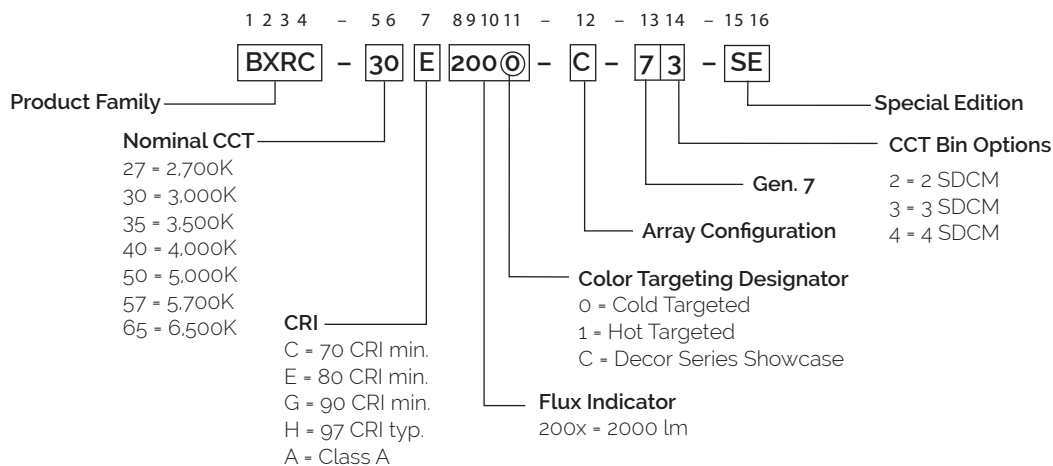 1 2 3 4 – 5 6 7 8 9 10 11 – 12 – 13 14 – 15 16
BXRC – 30 E 200 0 - C - 7 3 - SE
Product Family
Special Edition
Nominal CCT
27 = 2,700K
30 = 3,000K
35 = 3,500K
40 = 4,000K
50 = 5,000K
57 = 5,700K
65 = 6,500K
CCT Bin Options
2 = 2 SDCM
3 = 3 SDCM
4 = 4 SDCM
Gen. 7
Array Configuration
Color Targeting Designator
0 = Cold Targeted
1 = Hot Targeted
C = Decor Series Showcase
CRI
C = 70 CRI min.
E = 80 CRI min.
G = 90 CRI min.
H = 97 CRI typ.
A = Class A
Flux Indicator
200x = 2000 lm